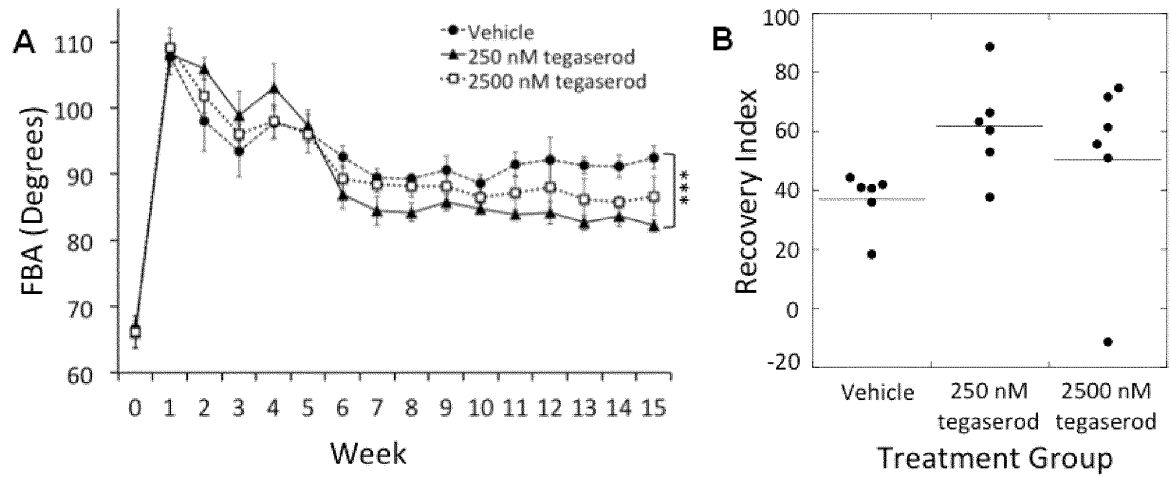 A
FBA (Degrees)
110
100
90
80
70
60
Vehicle
250 nM tegaserod
2500 nM tegaserod
***
0 1 2 3 4 5 6 7 8 9 10 11 12 13 14 15
Week
B
Recovery Index
100
80
60
40
20
0
-20
Vehicle
250 nM
tegaserod
2500 nM
tegaserod
Treatment Group